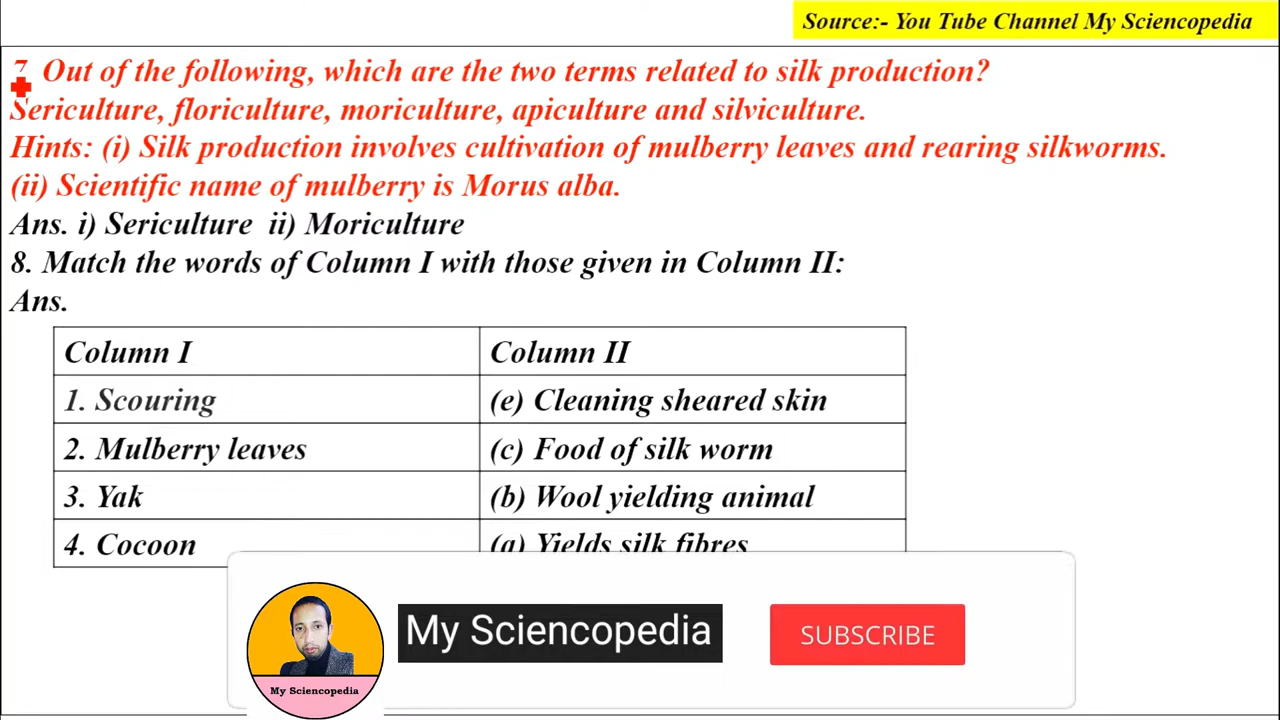 Source:- You Tube Channel My Sciencopedia
7 Out of the following, which are the two terms related to silk production?
Sericulture, floriculture, moriculture, apiculture and silviculture.
Hints: (i) Silk production involves cultivation of mulberry leaves and rearing silkworms.
(ii) Scientific name of mulberry is Morus alba.
Ans. i) Sericulture ii) Moriculture
8. Match the words of Column I with those given in Column II:
Ans.
Column I Column II
1. Scouring (e) Cleaning sheared skin
2. Mulberry leaves (c) Food of silk worm
3. Yak (b) Wool yielding animal
4. Cocoon (a) Yields silk fibres
My Sciencopedia SUBSCRIBE
My Sciencopedia